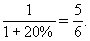 1/(1+20%) = 5/6.